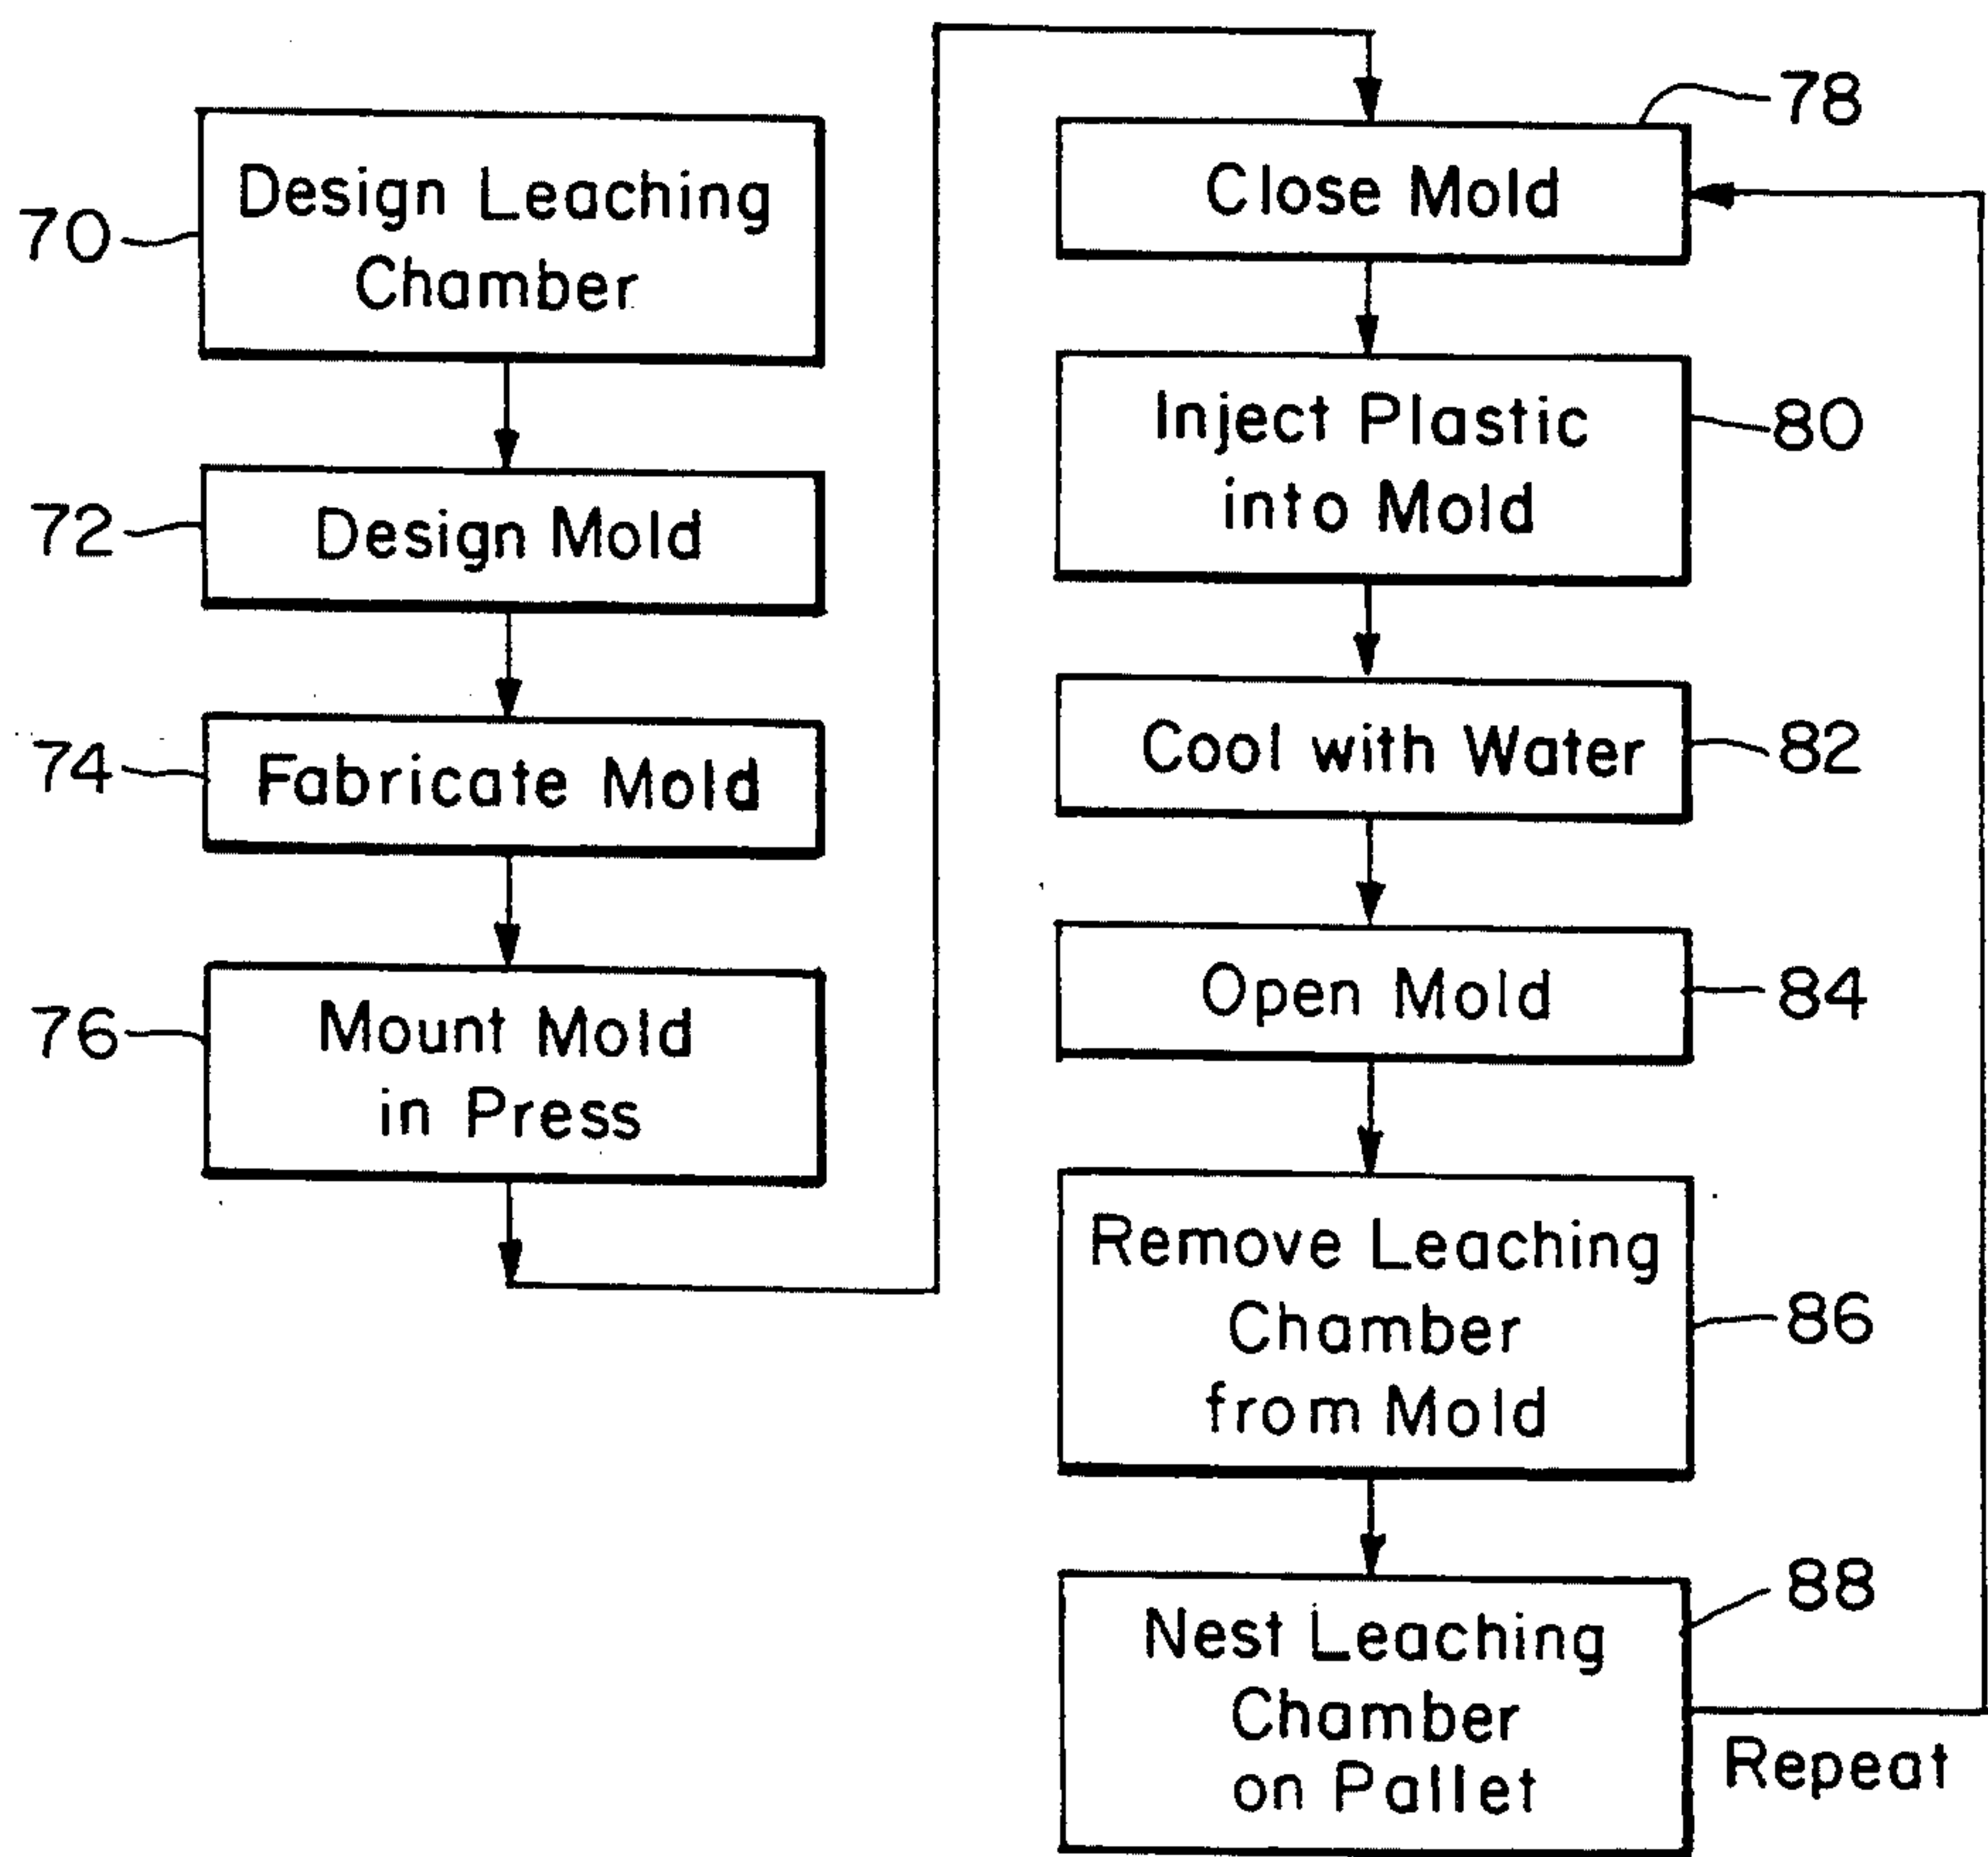 70
Design Leaching
Chamber
72
Design Mold
74
Fabricate Mold
76
Mount Mold
in Press
78
Close Mold
80
Inject Plastic
into Mold
82
Cool with Water
84
Open Mold
86
Remove Leaching
Chamber
from Mold
88
Nest Leaching
Chamber
on Pallet
Repeat